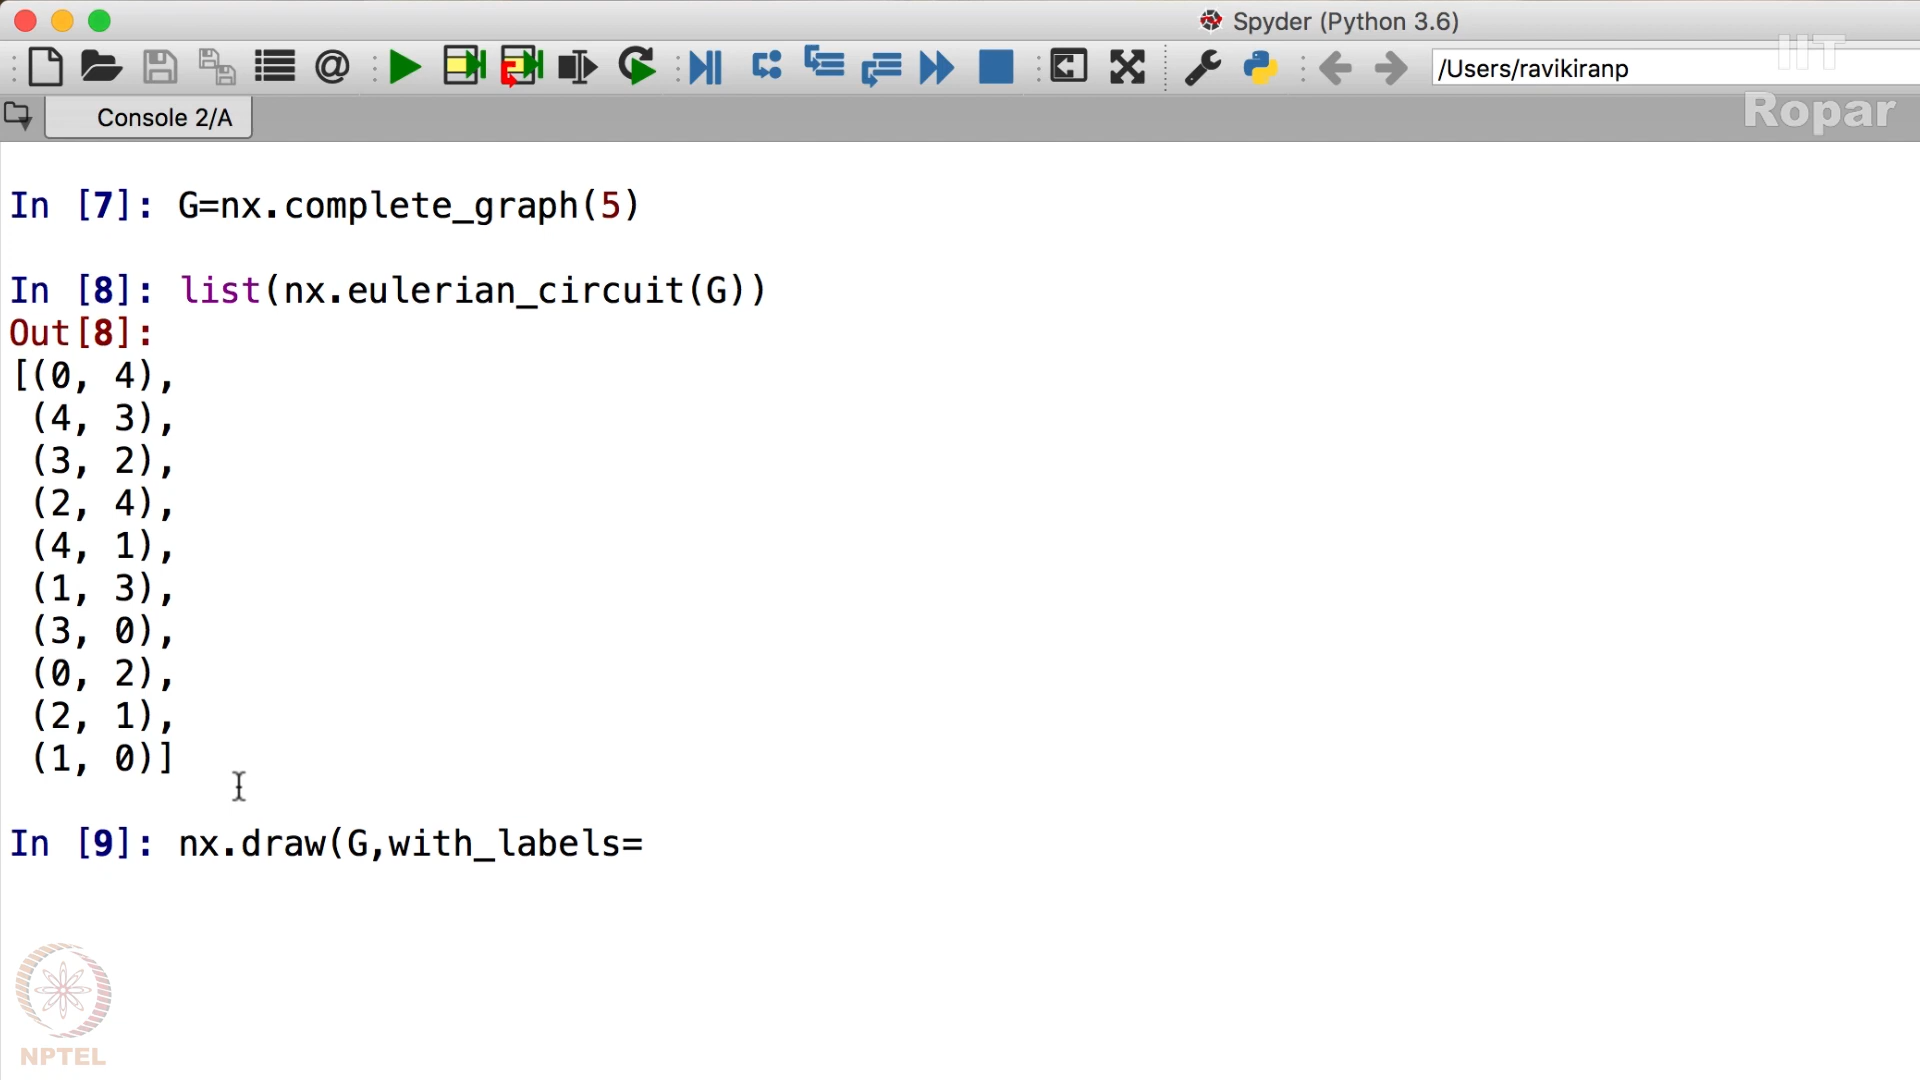 Spyder (Python 3.6)
/Users/ravikiranp
IIT
Ropar
Console 2/A
In [7]: G=nx.complete_graph(5)
In [8]: list(nx.eulerian_circuit(G))
Out[8]:
[(0, 4),
(4, 3),
(3, 2),
(2, 4),
(4, 1),
(1, 3),
(3, 0),
(0, 2),
(2, 1),
(1, 0)]
In [9]: nx.draw(G,with_labels=
NPTEL